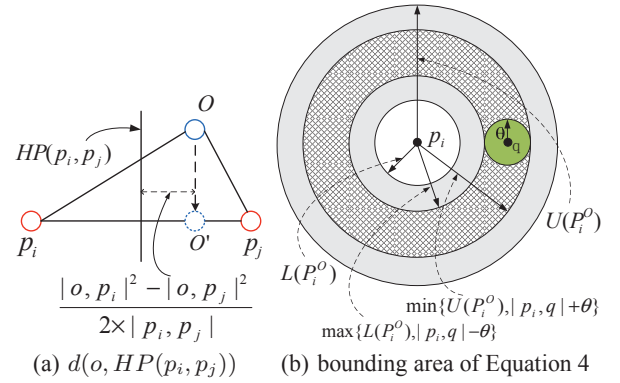 O
HP(p_i, p_j)
p_i
O'
p_j
| o, p_i |^2 − | o, p_j |^2
2× | p_i, p_j |
(a) d(o, HP(p_i, p_j))
p_i
θ
q
L(P_i^O)
U(P_i^O)
min{U(P_i^O),| p_i, q | +θ}
max{L(P_i^O),| p_i, q | −θ}
(b) bounding area of Equation 4